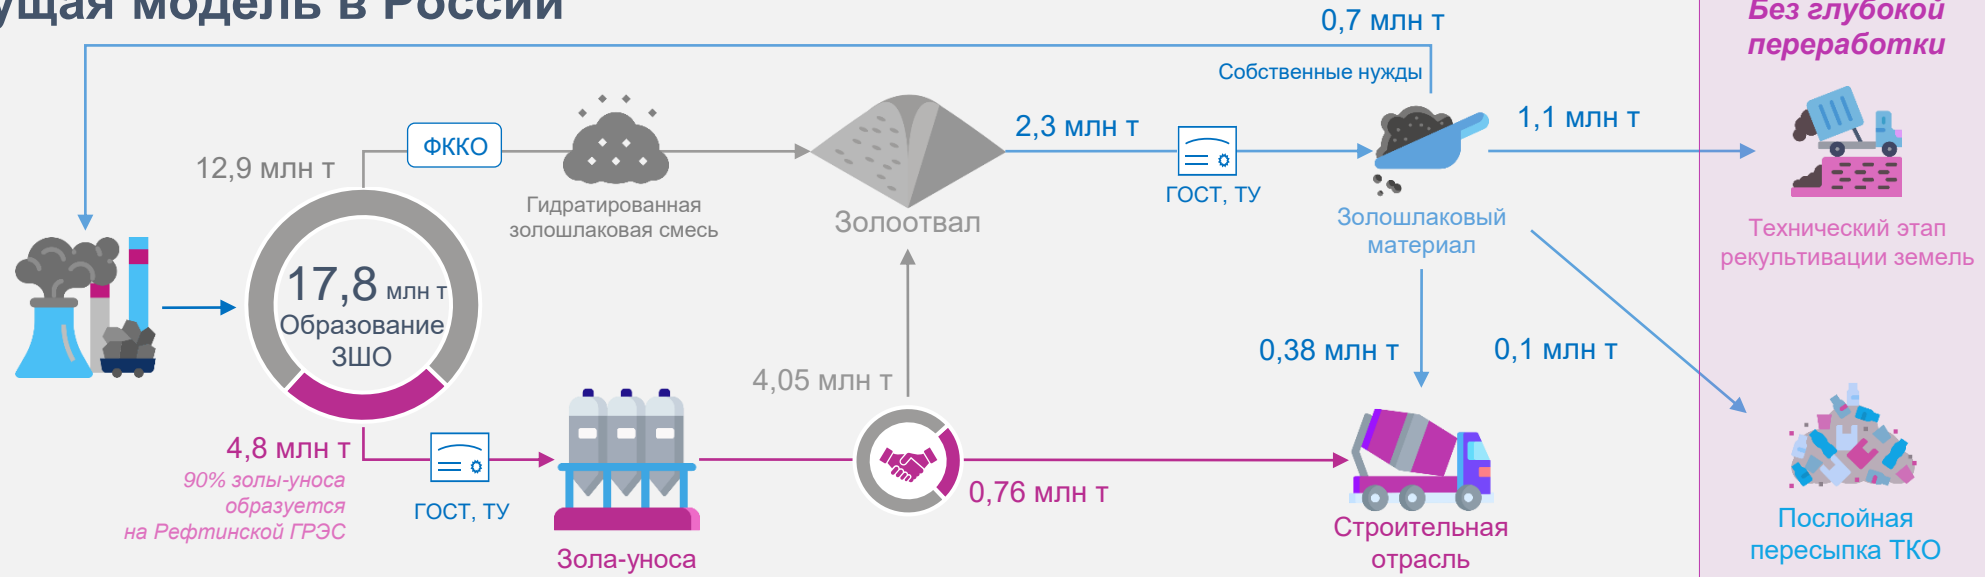 ущая модель в России
0,7 млн т
Без глубокой
переработки
Собственные нужды
ФККО
12,9 млн т
2,3 млн т
1,1 млн т
ГОСТ, ТУ
Гидратированная
золошлаковая смесь
Золоотвал
Золошлаковый
материал
Технический этап
рекультивации земель
17,8 млн т
Образование
ЗШО
0,38 млн т
0,1 млн т
4,05 млн т
4,8 млн т
90% золы-уноса
образуется
на Рефтинской ГРЭС
ГОСТ, ТУ
0,76 млн т
Зола-уноса
Строительная
отрасль
Послойная
пересыпка ТКО